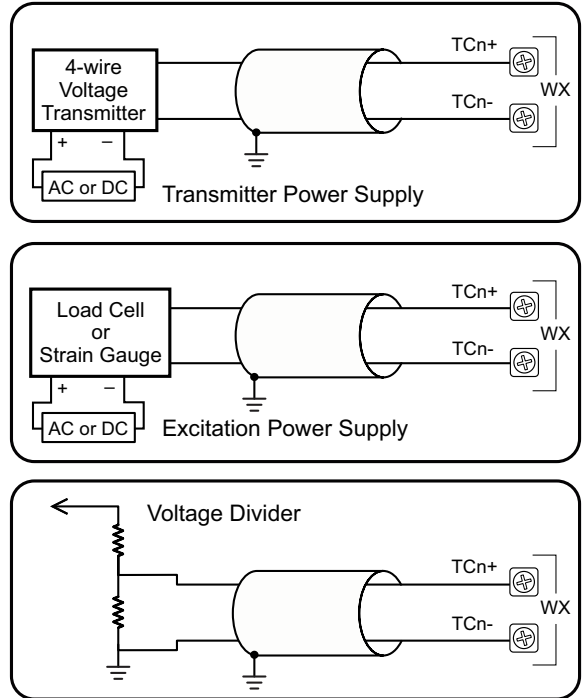 4-wire
Voltage
Transmitter
+ –
AC or DC
Transmitter Power Supply
TCn+
WX
TCn-
Load Cell
or
Strain Gauge
+ –
AC or DC
Excitation Power Supply
TCn+
WX
TCn-
Voltage Divider
TCn+
WX
TCn-